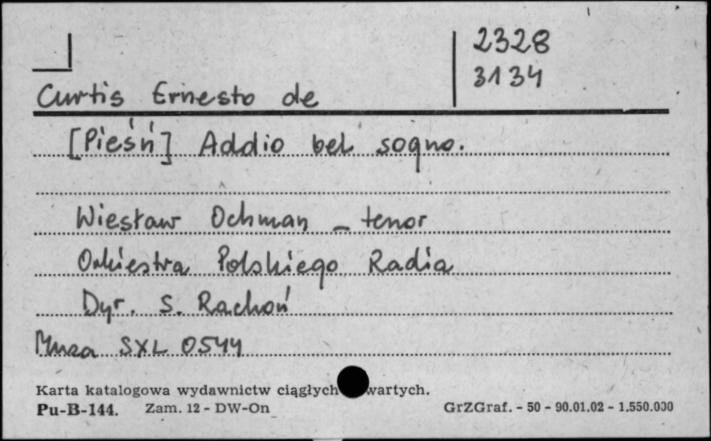 2328
3134
Curtis Ernesto de
[Pieśń] Addio bel sogno.
Wiesław Ochman – tenor
Orkiestra Polskiego Radia
Dyr. S. Rachoń
Muza SXL 0544
Karta katalogowa wydawnictw ciągłych wartych.
Pu-B-144. Zam. 12 - DW-On GrZGraf. - 50 - 90.01.02 - 1.550.000